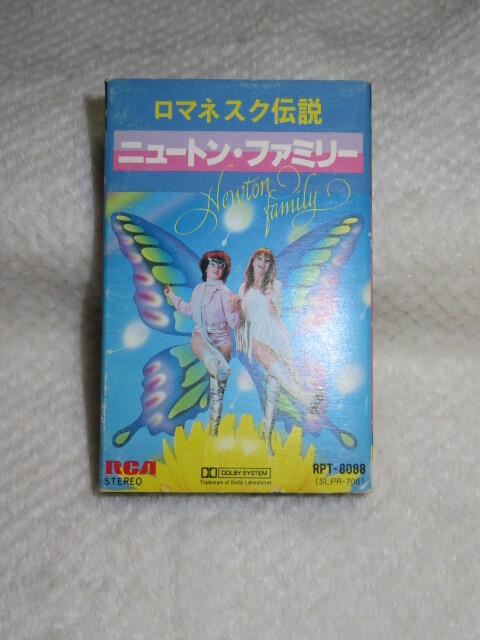 ロマネスク伝説
ニュートン・ファミリー
Newton
family
RCA
STEREO
DOLBY SYSTEM
Trademark of Dolby Laboratories
RPT-8088
(SLPR-706)